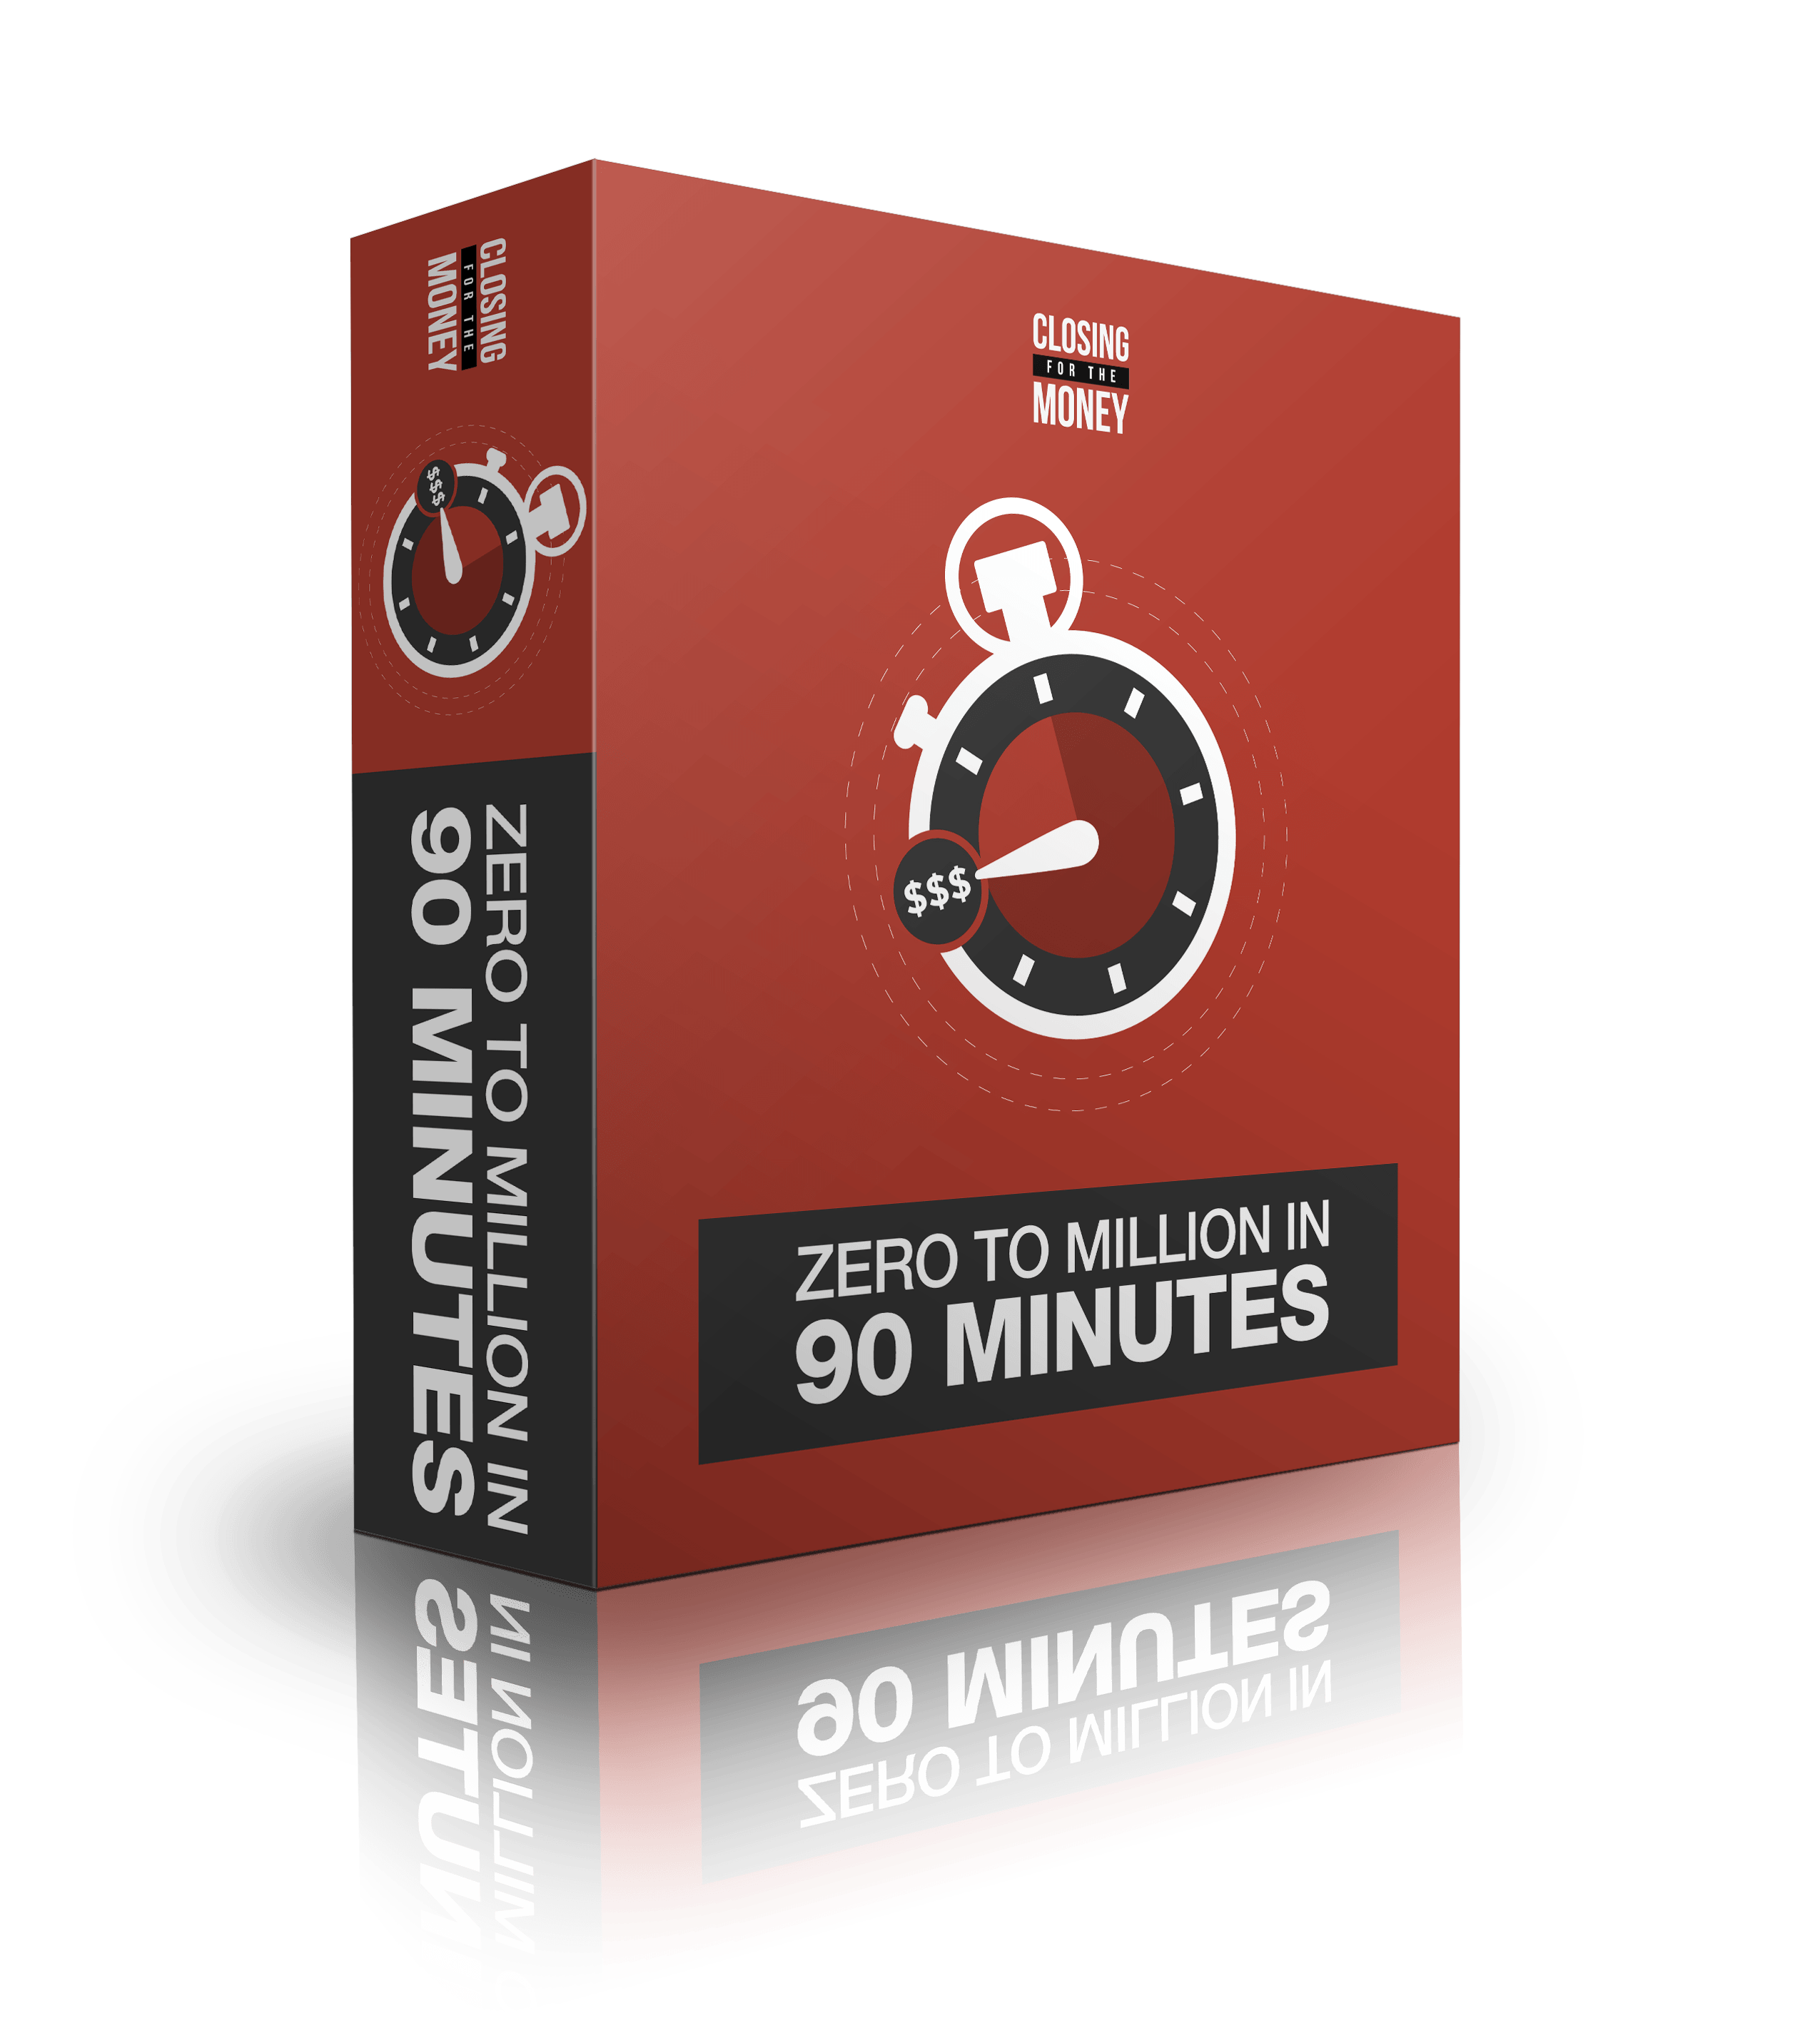 CLOSING
FOR THE
MONEY
ZERO TO MILLION IN
90 MINUTES
CLOSING
FOR THE
MONEY
$$$
$$$
ZERO TO MILLION IN
90 MINUTES